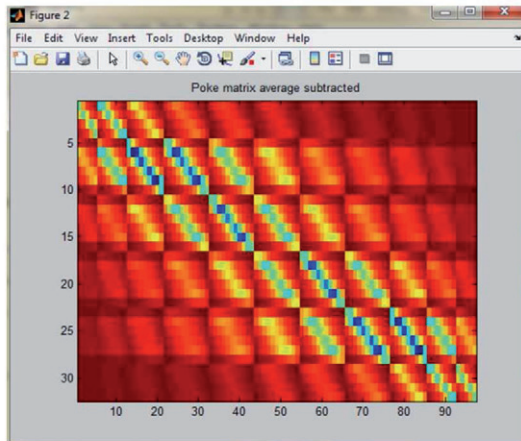 Figure 2
File Edit View Insert Tools Desktop Window Help
Poke matrix average subtracted
5
10
15
20
25
30
10 20 30 40 50 60 70 80 90